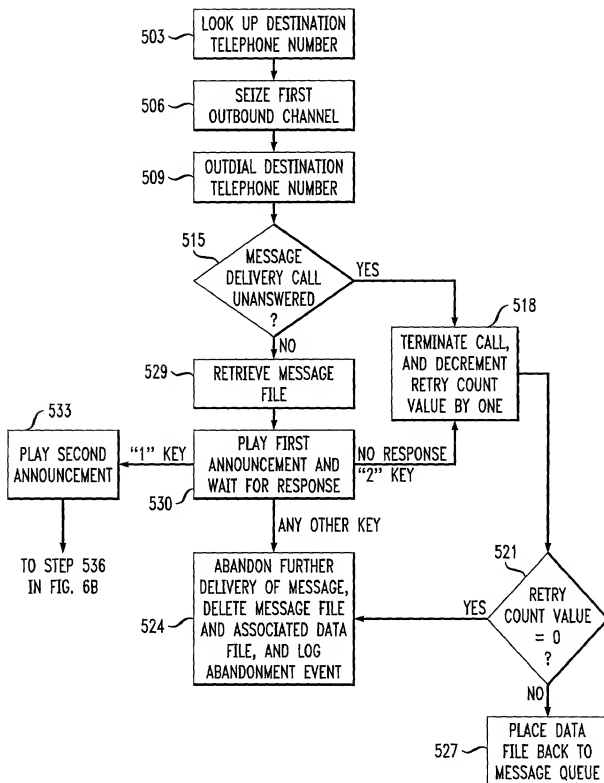 503
LOOK UP DESTINATION
TELEPHONE NUMBER
506
SEIZE FIRST
OUTBOUND CHANNEL
509
OUTDIAL DESTINATION
TELEPHONE NUMBER
515
MESSAGE
DELIVERY CALL
UNANSWERED
?
YES
NO
518
TERMINATE CALL,
AND DECREMENT
RETRY COUNT
VALUE BY ONE
529
RETRIEVE MESSAGE
FILE
533
PLAY SECOND
ANNOUNCEMENT
"1" KEY
PLAY FIRST
ANNOUNCEMENT AND
WAIT FOR RESPONSE
530
NO RESPONSE
"2" KEY
ANY OTHER KEY
TO STEP 536
IN FIG. 6B
524
ABANDON FURTHER
DELIVERY OF MESSAGE,
DELETE MESSAGE FILE
AND ASSOCIATED DATA
FILE, AND LOG
ABANDONMENT EVENT
521
YES
RETRY
COUNT VALUE
= 0
?
NO
527
PLACE DATA
FILE BACK TO
MESSAGE QUEUE